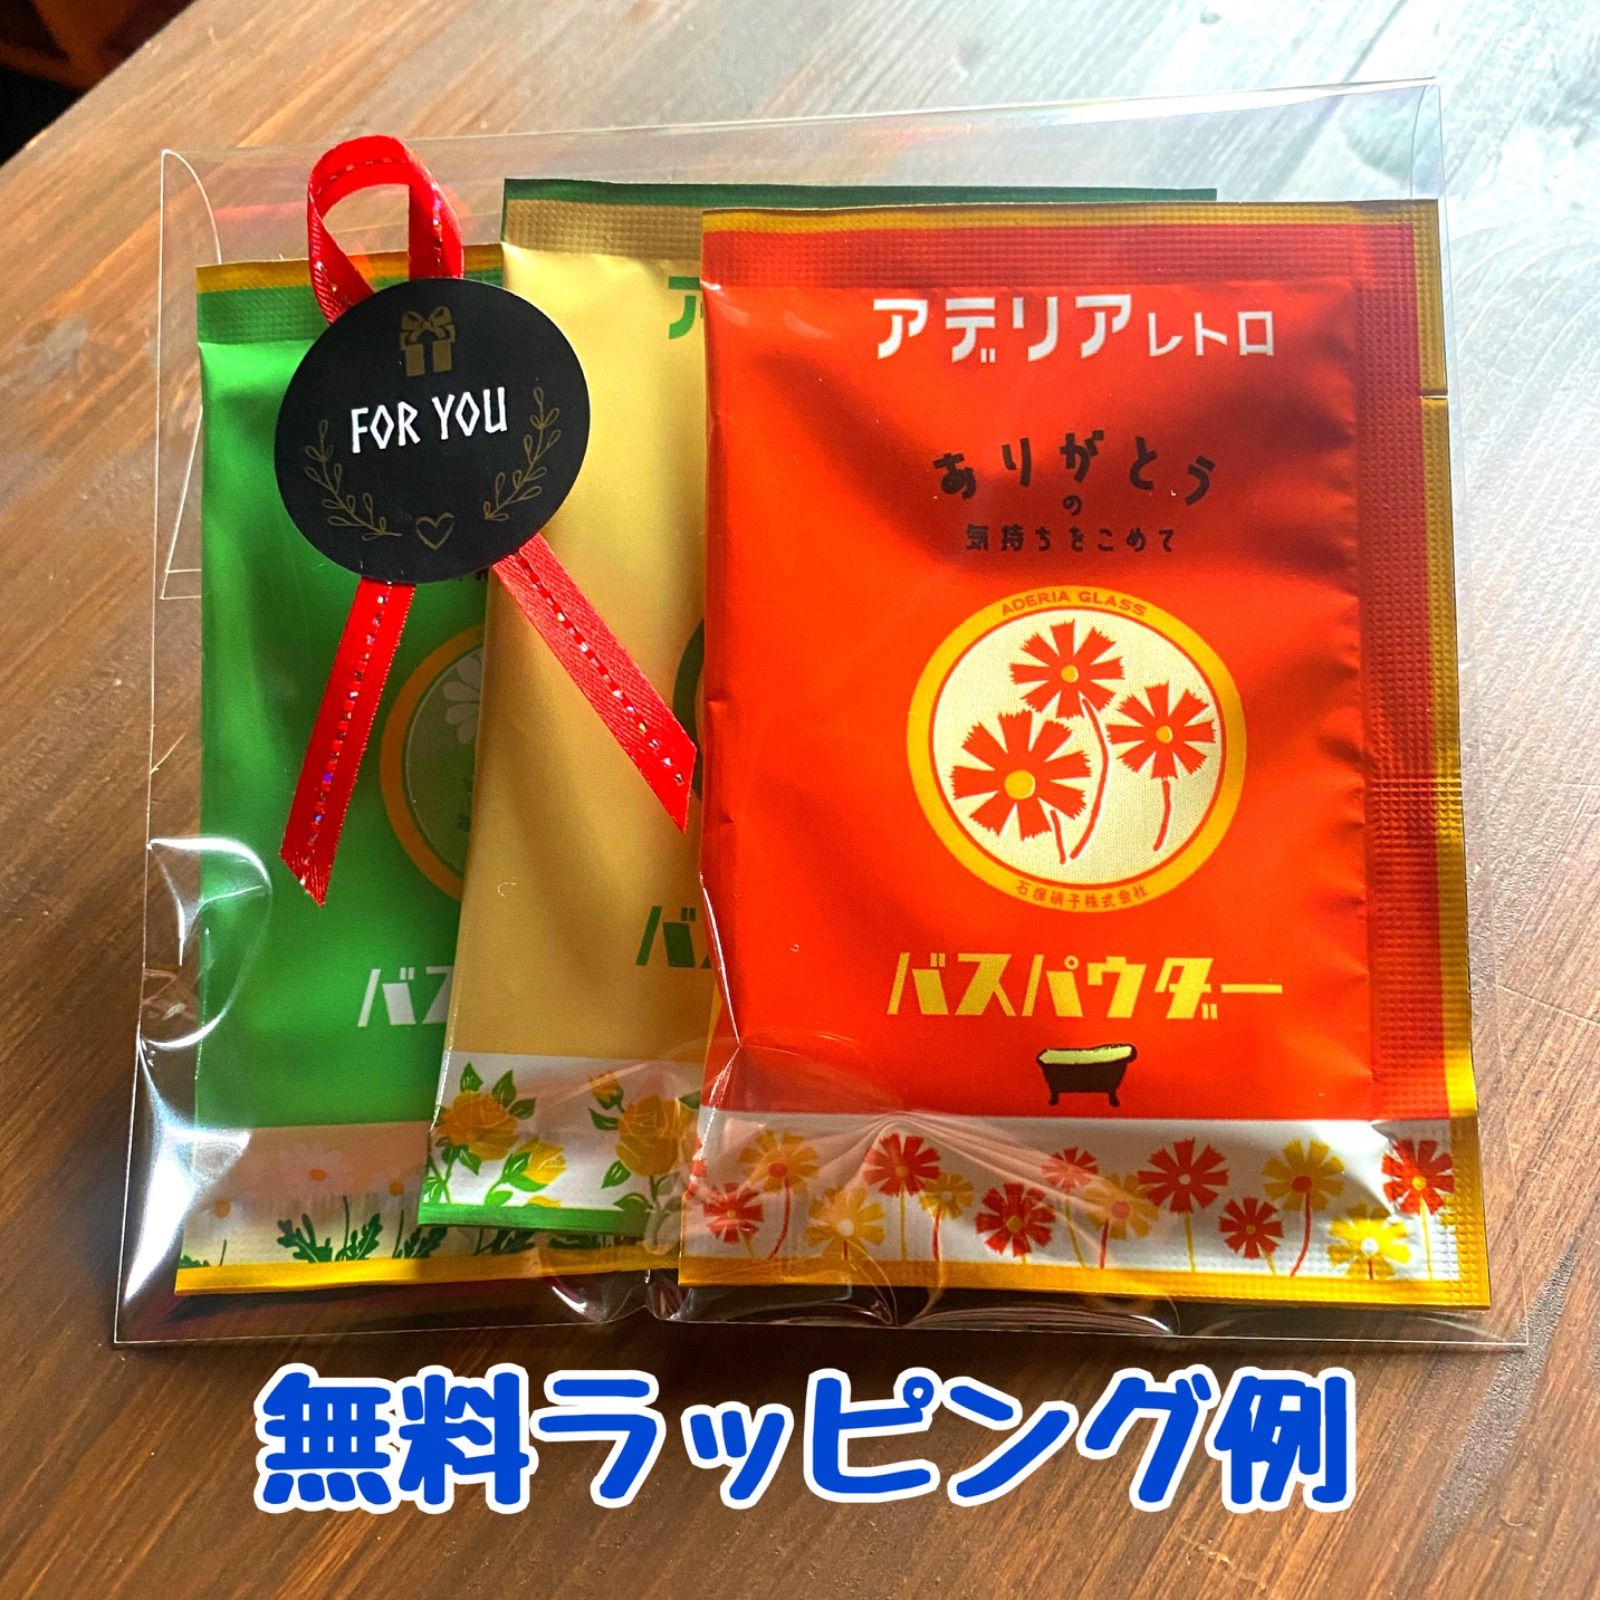 FOR YOU
バス
ア
バ
アデリアレトロ
ありがとう
の
気持ちをこめて
ADERIA GLASS
石塚硝子株式会社
バスパウダー
無料ラッピング例